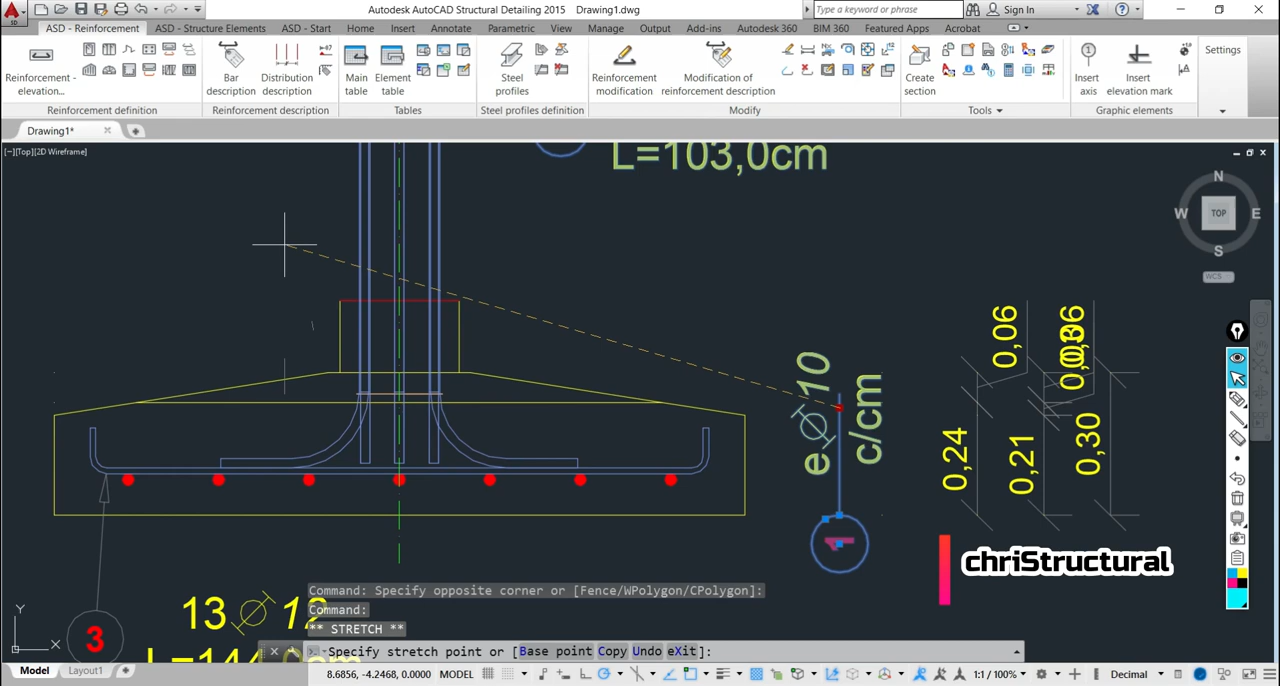 Autodesk AutoCAD Structural Detailing 2015 Drawing1.dwg
Type a keyword or phrase
Sign In
SD
ASD - Reinforcement
ASD - Structure Elements
ASD - Start
Home
Insert
Annotate
Parametric
View
Manage
Output
Add-ins
Autodesk 360
BIM 360
Featured Apps
Acrobat
Reinforcement -
elevation...
Bar
description
Distribution
description
Main
table
Element
table
Steel
profiles
Reinforcement
modification
Modification of
reinforcement description
Create
section
Insert
axis
Insert
elevation mark
Settings
Reinforcement definition
Reinforcement description
Tables
Steel profiles definition
Modify
Tools
Graphic elements
Drawing1*
[−][Top][2D Wireframe]
L=103,0cm
N
W
TOP
E
S
WCS
e∅10
c/cm
0,06
0,24
0,21
0,30
chriStructural
13∅12
3
Y
X
Command: Specify opposite corner or [Fence/WPolygon/CPolygon]:
Command:
** STRETCH **
Specify stretch point or [Base point Copy Undo eXit]:
Model
Layout1
8.6856, -4.2468, 0.0000
MODEL
1:1 / 100%
Decimal